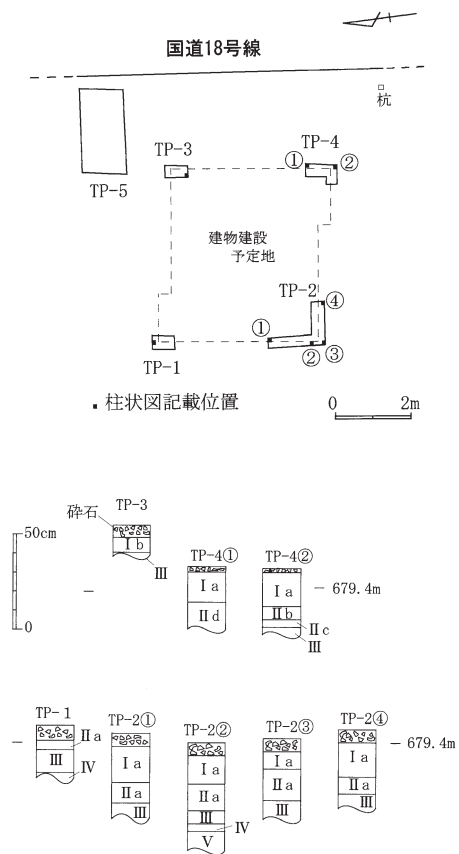 国道18号線
杭
TP-3
TP-4
① ②
TP-5
建物建設
予定地
TP-2
④
①
② ③
TP-1
▪ 柱状図記載位置
0 2m
TP-3
砕石
50cm
Ⅰb
TP-4① TP-4②
Ⅲ
Ⅰa Ⅰa － 679.4m
Ⅱd Ⅱb
Ⅱc
0
Ⅲ
TP-1 TP-2① TP-2② TP-2③ TP-2④
Ⅱa － 679.4m
Ⅲ Ⅰa Ⅰa Ⅰa Ⅰa
Ⅳ Ⅱa Ⅱa Ⅱa Ⅱa
Ⅲ Ⅲ Ⅲ Ⅲ
Ⅳ
Ⅴ